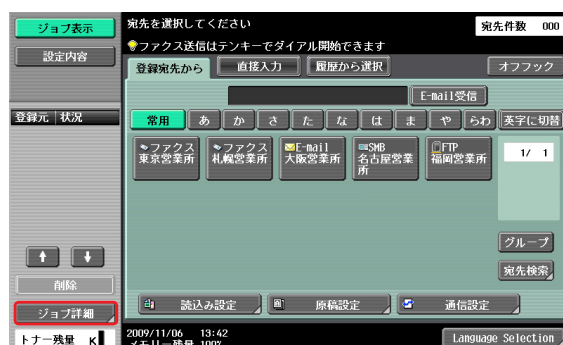 ジョブ表示
宛先を選択してください
宛先件数 000
ファクス送信はテンキーでダイアル開始できます
設定内容
登録宛先から
直接入力
履歴から選択
オフフック
E-mail受信
登録元 状況
常用 あ か さ た な は ま や らわ 英字に切替
ファクス
東京営業所
ファクス
札幌営業所
E-mail
大阪営業所
SMB
名古屋営業所
FTP
福岡営業所
1/ 1
グループ
宛先検索
削除
ジョブ詳細
読込み設定
原稿設定
通信設定
トナー残量 K
2009/11/06 13:42
メモリー残量 100%
Language Selection